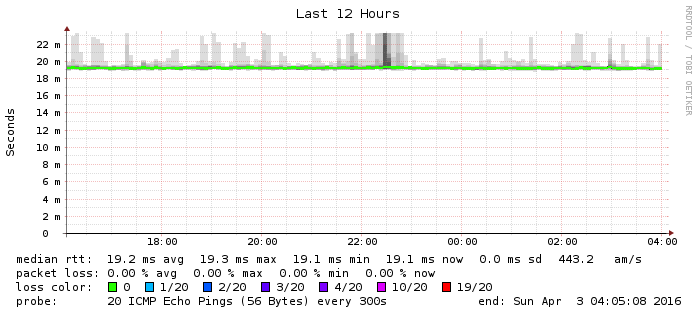 Last 12 Hours
RRDTOOL / TOBI OETIKER
Seconds
22 m
20 m
18 m
16 m
14 m
12 m
10 m
8 m
6 m
4 m
2 m
0
18:00 20:00 22:00 00:00 02:00 04:00
median rtt: 19.2 ms avg 19.3 ms max 19.1 ms min 19.1 ms now 0.0 ms sd 443.2 am/s
packet loss: 0.00 % avg 0.00 % max 0.00 % min 0.00 % now
loss color: 0 1/20 2/20 3/20 4/20 10/20 19/20
probe: 20 ICMP Echo Pings (56 Bytes) every 300s end: Sun Apr 3 04:05:08 2016